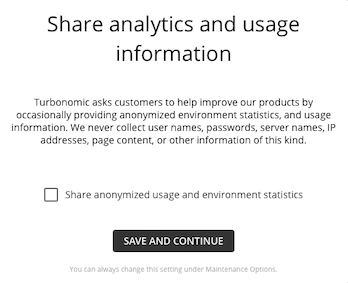 Share analytics and usage
information
Turbonomic asks customers to help improve our products by
occasionally providing anonymized environment statistics, and usage
information. We never collect user names, passwords, server names, IP
addresses, page content, or other information of this kind.
Share anonymized usage and environment statistics
SAVE AND CONTINUE
You can always change this setting under Maintenance Options.